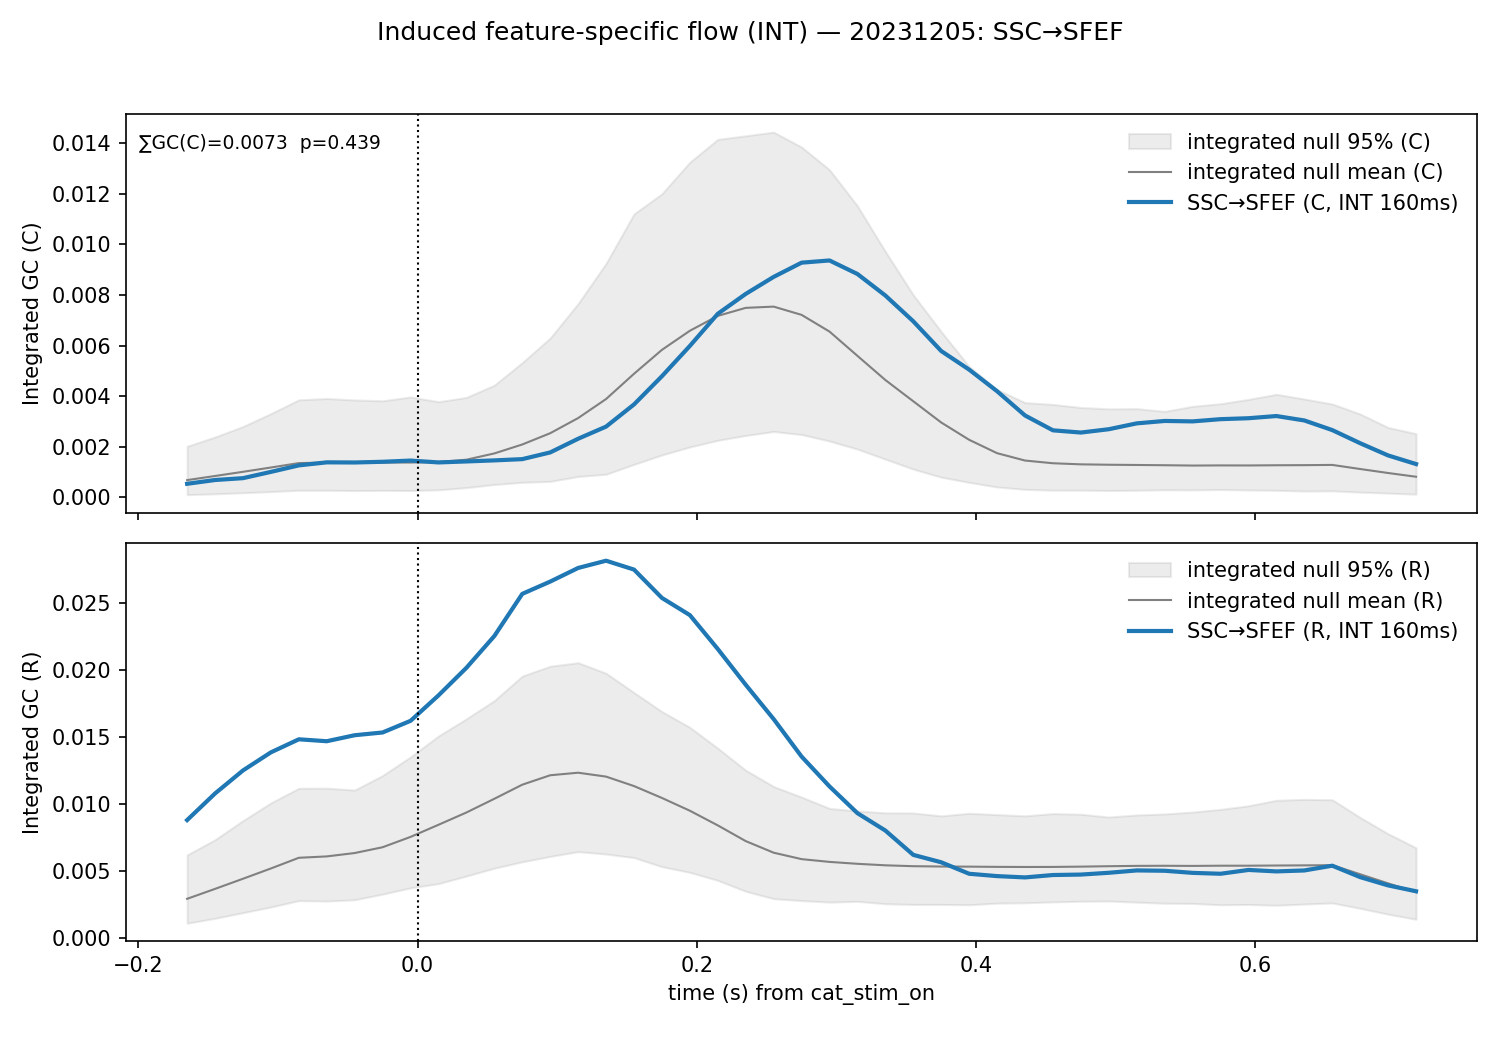 Induced feature-specific flow (INT) — 20231205: SSC→SFEF
∑GC(C)=0.0073  p=0.439
integrated null 95% (C)
integrated null mean (C)
SSC→SFEF (C, INT 160ms)
Integrated GC (C)
0.014
0.012
0.010
0.008
0.006
0.004
0.002
0.000
integrated null 95% (R)
integrated null mean (R)
SSC→SFEF (R, INT 160ms)
Integrated GC (R)
0.025
0.020
0.015
0.010
0.005
0.000
−0.2 0.0 0.2 0.4 0.6
time (s) from cat_stim_on